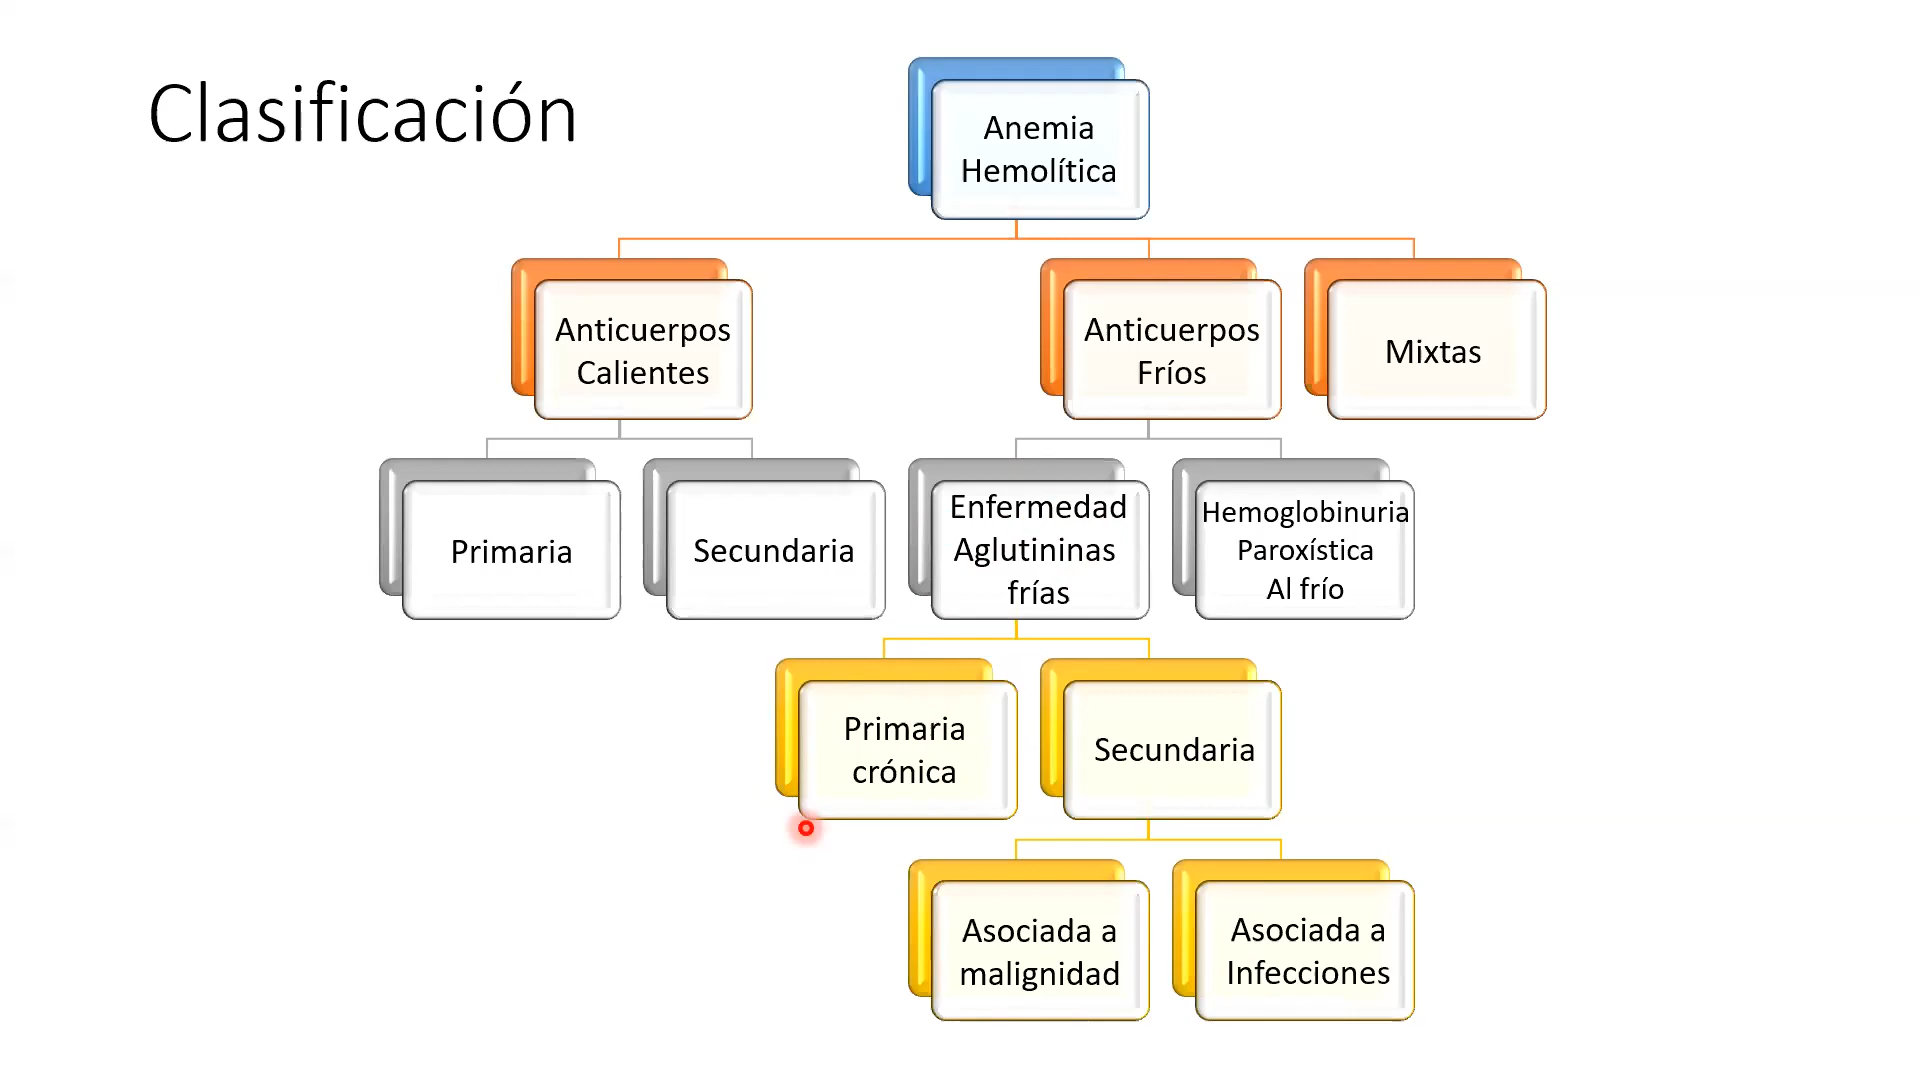 Clasificación
Anemia
Hemolítica
Anticuerpos
Calientes
Anticuerpos
Fríos
Mixtas
Primaria
Secundaria
Enfermedad
Aglutininas
frías
Hemoglobinuria
Paroxística
Al frío
Primaria
crónica
Secundaria
Asociada a
malignidad
Asociada a
Infecciones